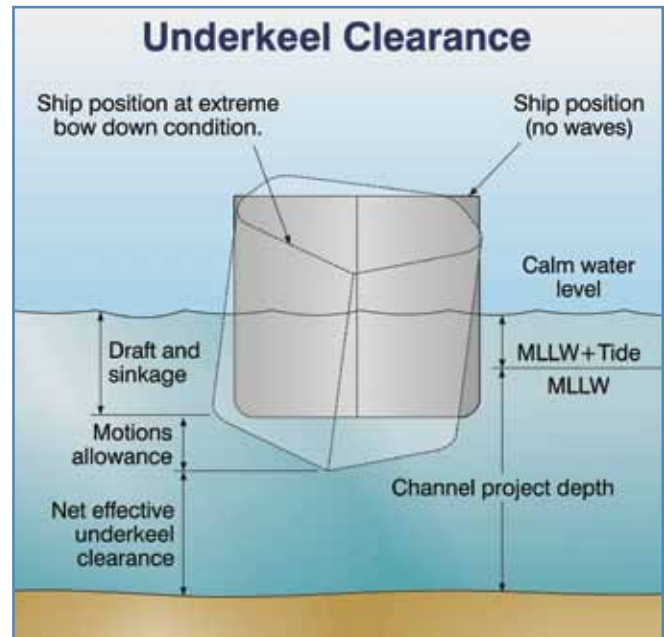 Underkeel Clearance
Ship position at extreme
bow down condition.
Ship position
(no waves)
Calm water
level
Draft and
sinkage
MLLW+Tide
MLLW
Motions
allowance
Channel project depth
Net effective
underkeel
clearance